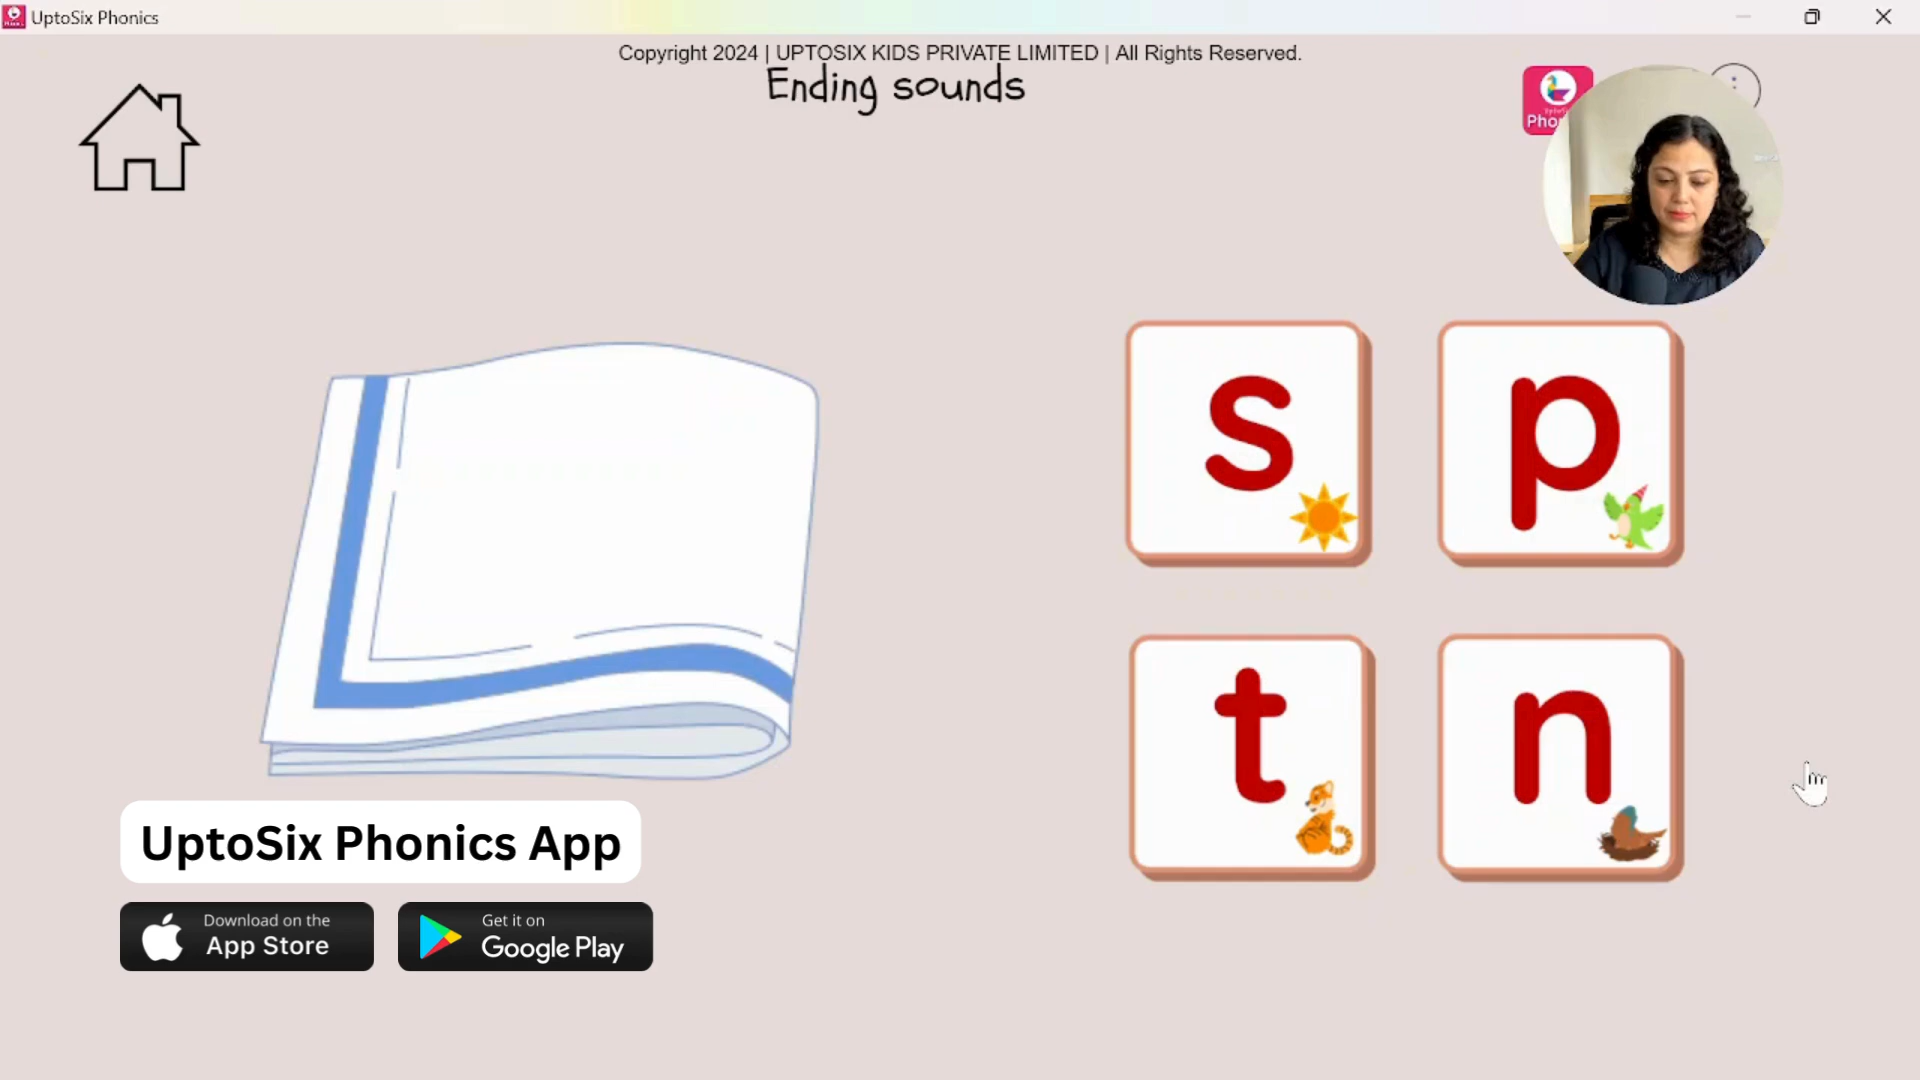 UptoSix Phonics
Copyright 2024 | UPTOSIX KIDS PRIVATE LIMITED | All Rights Reserved.
Ending sounds
s
p
t
n
UptoSix Phonics App
Download on the
App Store
Get it on
Google Play